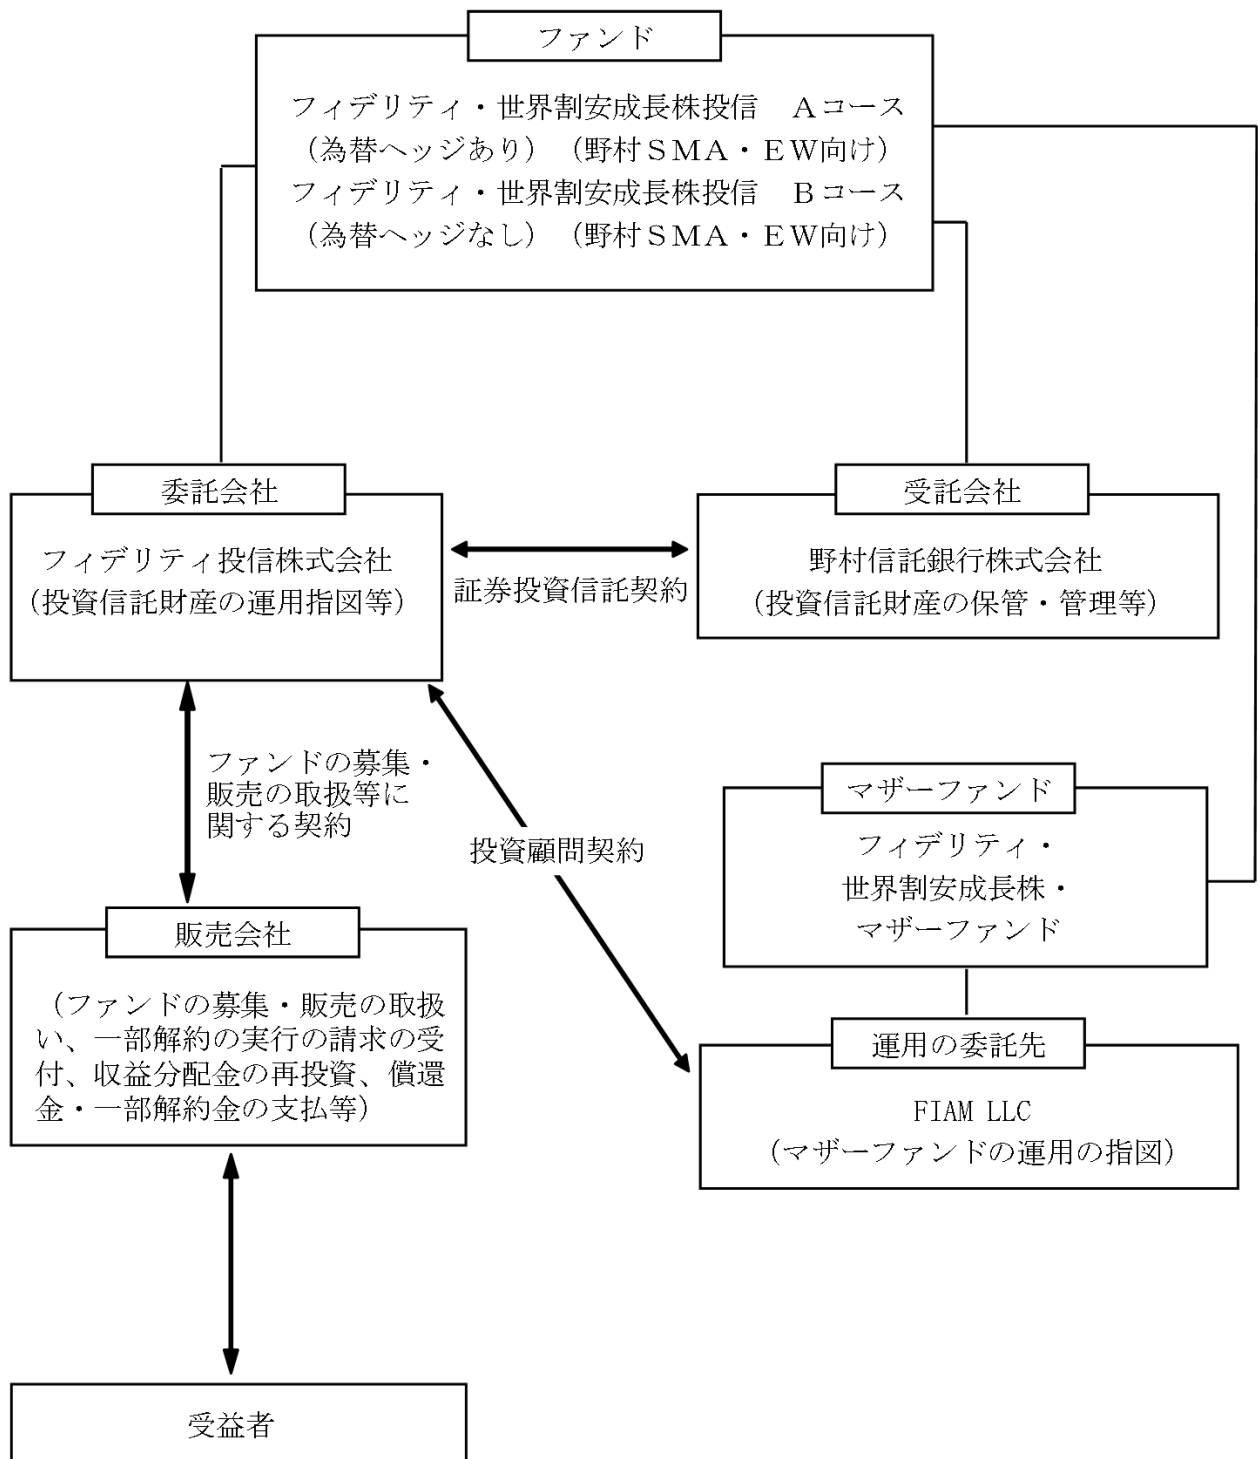 ファンド
フィデリティ・世界割安成長株投信　Ａコース
（為替ヘッジあり）（野村ＳＭＡ・ＥＷ向け）
フィデリティ・世界割安成長株投信　Ｂコース
（為替ヘッジなし）（野村ＳＭＡ・ＥＷ向け）
委託会社
フィデリティ投信株式会社
（投資信託財産の運用指図等）
証券投資信託契約
受託会社
野村信託銀行株式会社
（投資信託財産の保管・管理等）
ファンドの募集・
販売の取扱等に
関する契約
投資顧問契約
マザーファンド
フィデリティ・
世界割安成長株・
マザーファンド
販売会社
（ファンドの募集・販売の取扱
い、一部解約の実行の請求の受
付、収益分配金の再投資、償還
金・一部解約金の支払等）
運用の委託先
FIAM LLC
（マザーファンドの運用の指図）
受益者